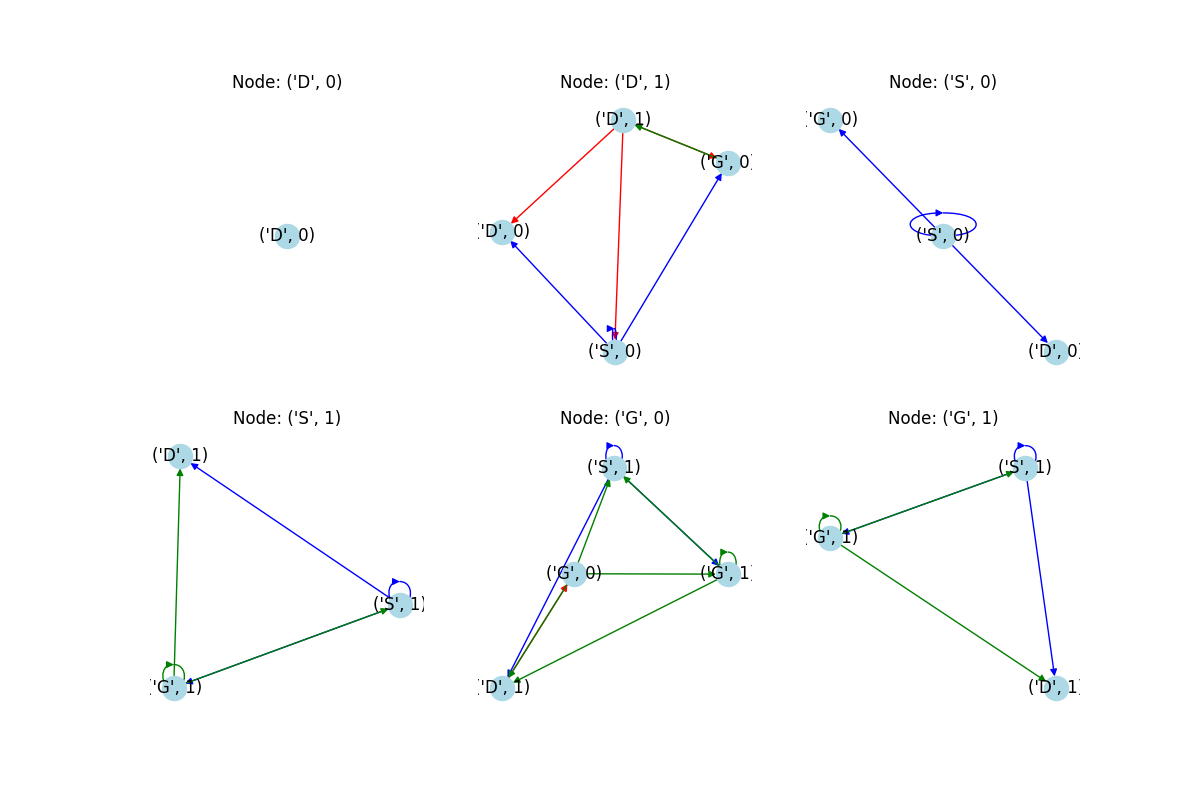 Node: ('D', 0)
('D', 0)
Node: ('D', 1)
('D', 1)
('G', 0)
('D', 0)
('S', 0)
Node: ('S', 0)
('G', 0)
('S', 0)
('D', 0)
Node: ('S', 1)
('D', 1)
('S', 1)
('G', 1)
Node: ('G', 0)
('S', 1)
('G', 0)
('G', 1)
('D', 1)
Node: ('G', 1)
('S', 1)
('G', 1)
('D', 1)